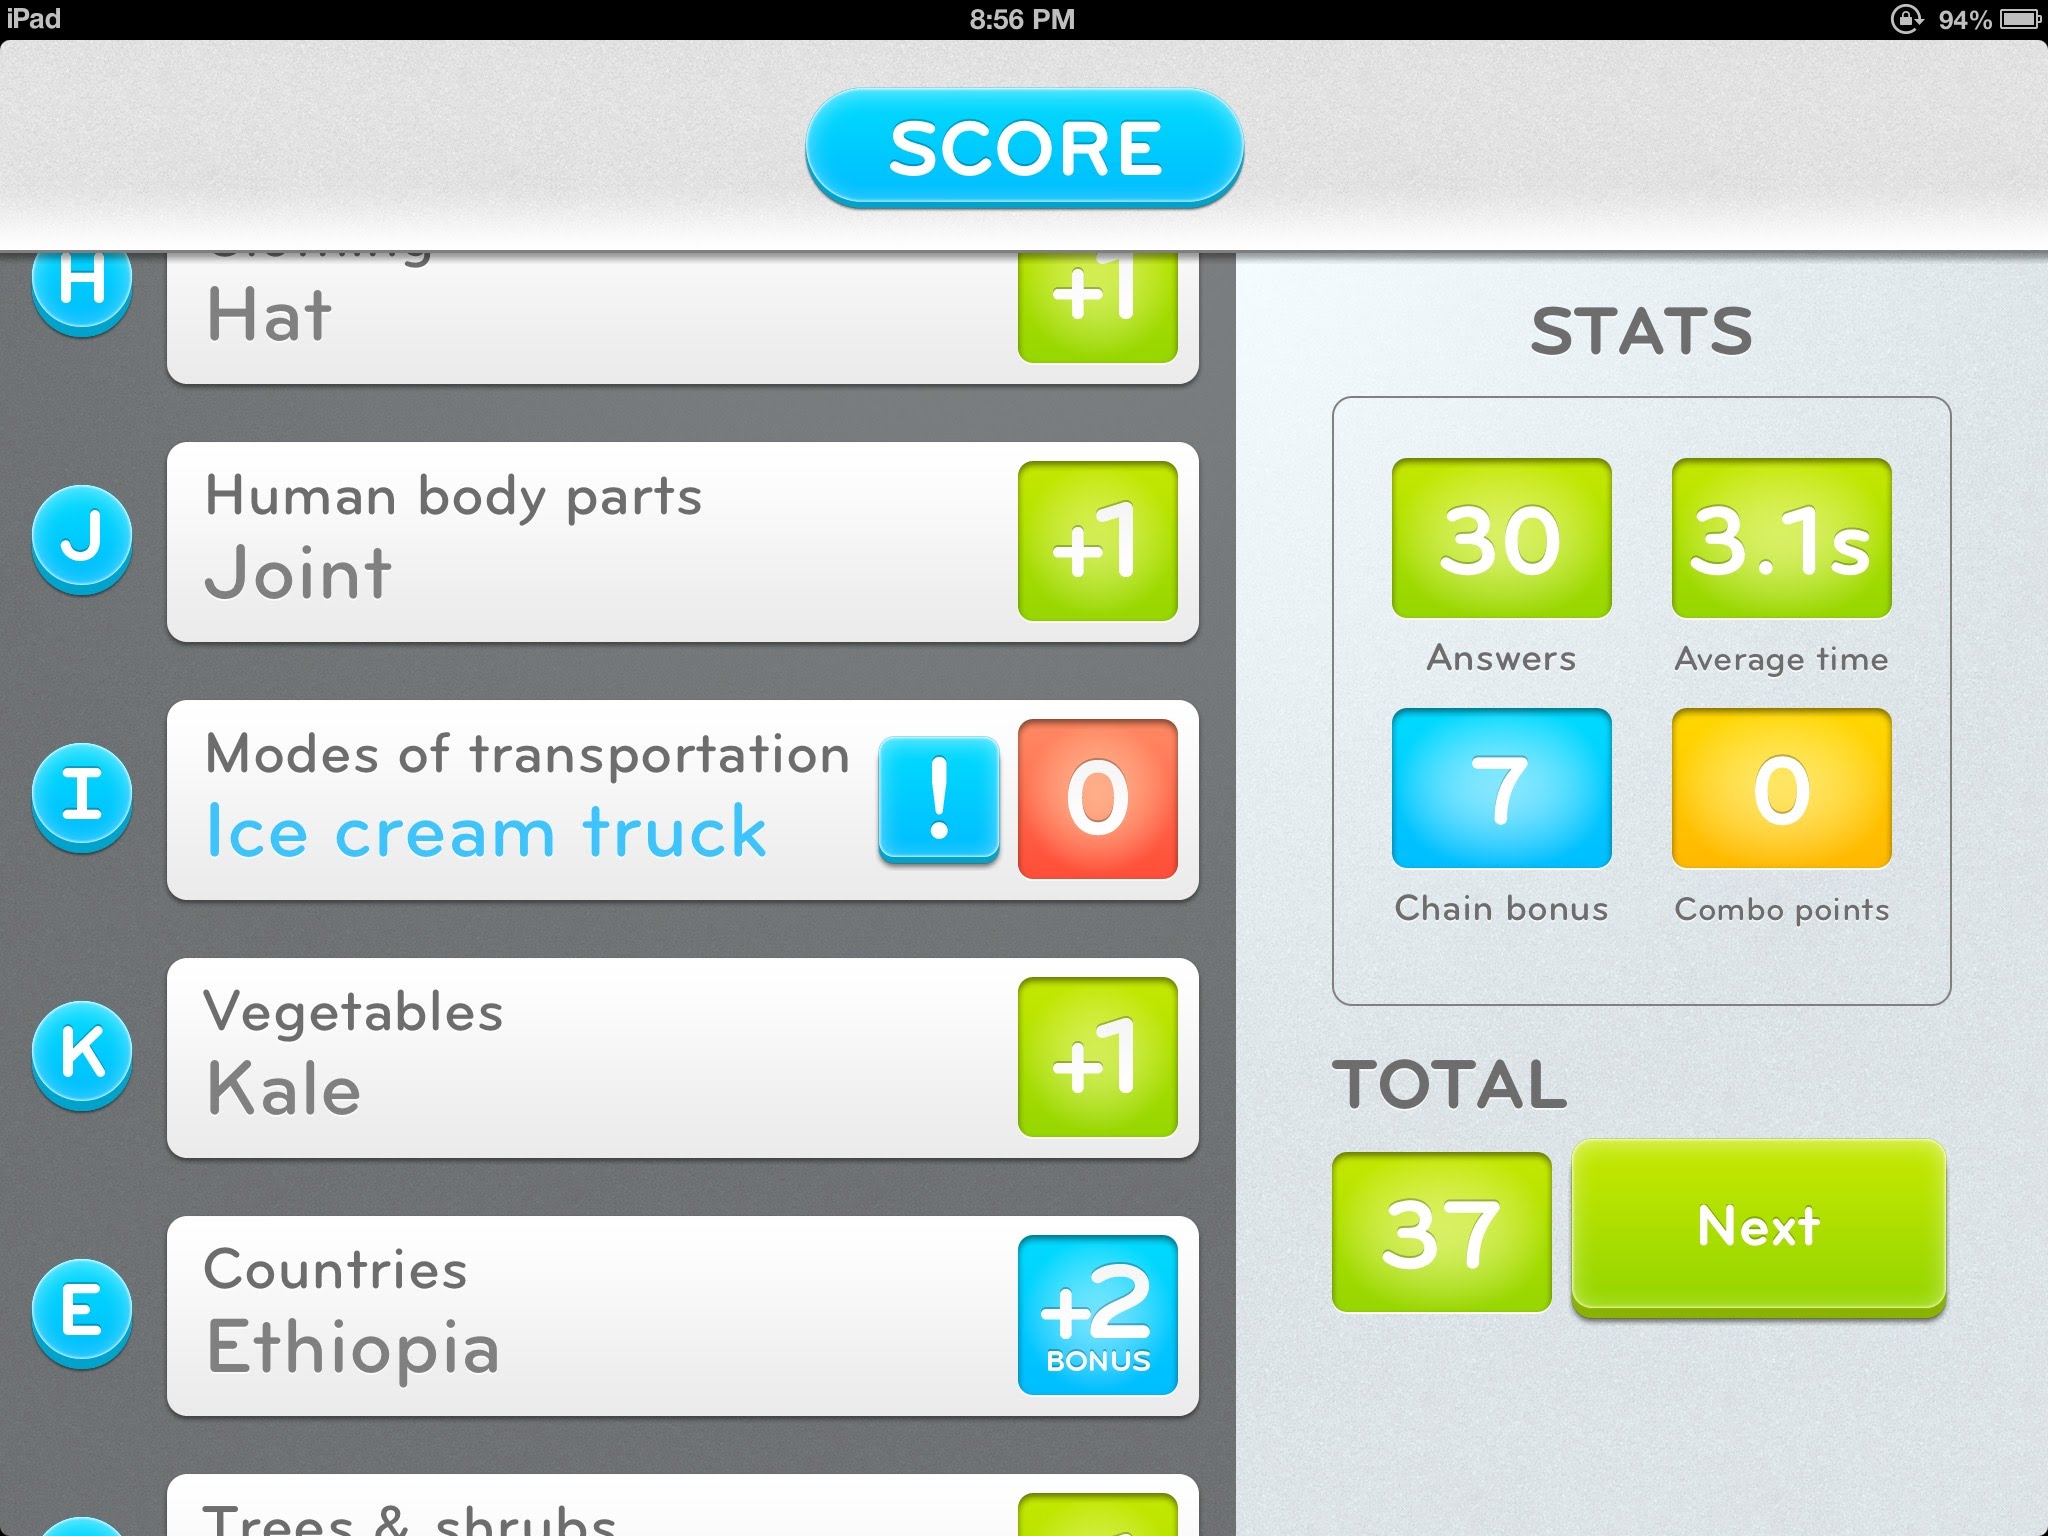 iPad
8:56 PM
94%
SCORE
H
Clothing
Hat
+1
J
Human body parts
Joint
+1
I
Modes of transportation
Ice cream truck
!
0
K
Vegetables
Kale
+1
E
Countries
Ethiopia
+2
BONUS
Trees & shrubs
STATS
30
3.1s
Answers
Average time
7
0
Chain bonus
Combo points
TOTAL
37
Next